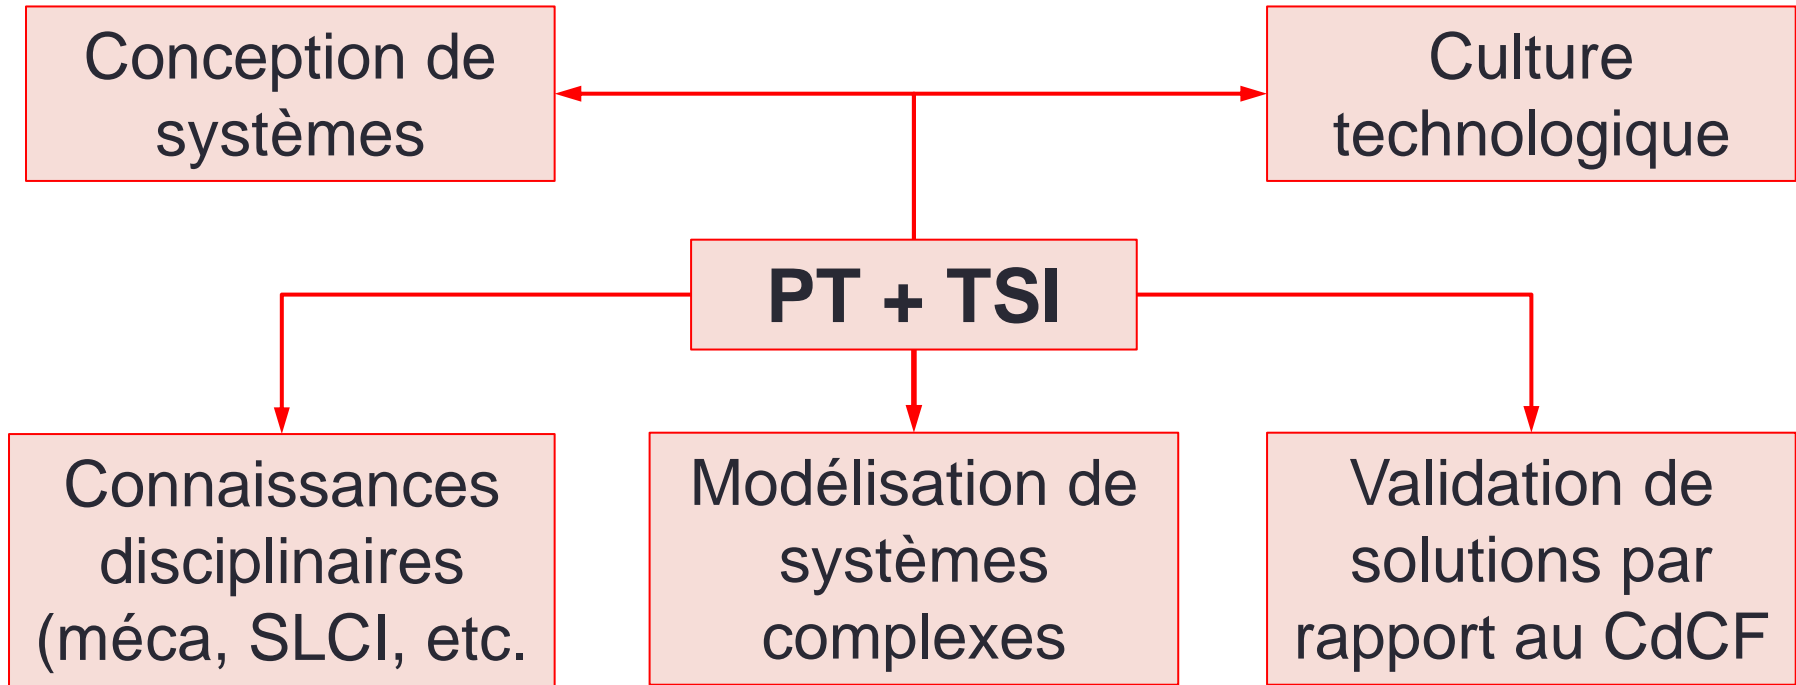 Conception de
systèmes
Culture
technologique
PT + TSI
Connaissances
disciplinaires
(méca, SLCI, etc.
Modélisation de
systèmes
complexes
Validation de
solutions par
rapport au CdCF